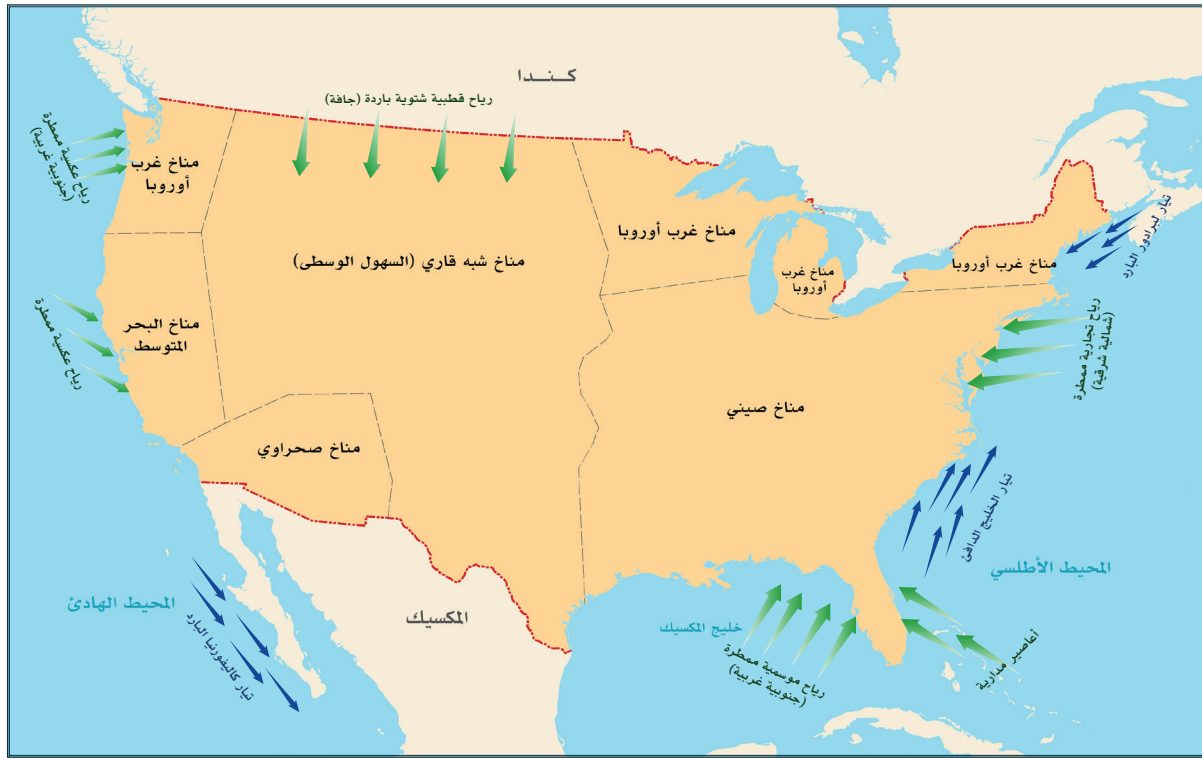 كـــنـــدا
رياح قطبية شتوية باردة (جافة)
رياح عكسية ممطرة
(جنوبية غربية)
مناخ غرب
أوروبا
مناخ غرب أوروبا
مناخ غرب
أوروبا
مناخ غرب أوروبا
تيار لبرادور البارد
مناخ شبه قاري (السهول الوسطى)
رياح تجارية ممطرة
(شمالية شرقية)
مناخ البحر
المتوسط
رياح عكسية ممطرة
مناخ صيني
مناخ صحراوي
تيار الخليج الدافئ
المحيط الأطلسي
المحيط الهادئ
تيار كاليفورنيا البارد
المكسيك
خليج المكسيك
رياح موسمية ممطرة
(جنوبية غربية)
أعاصير مدارية